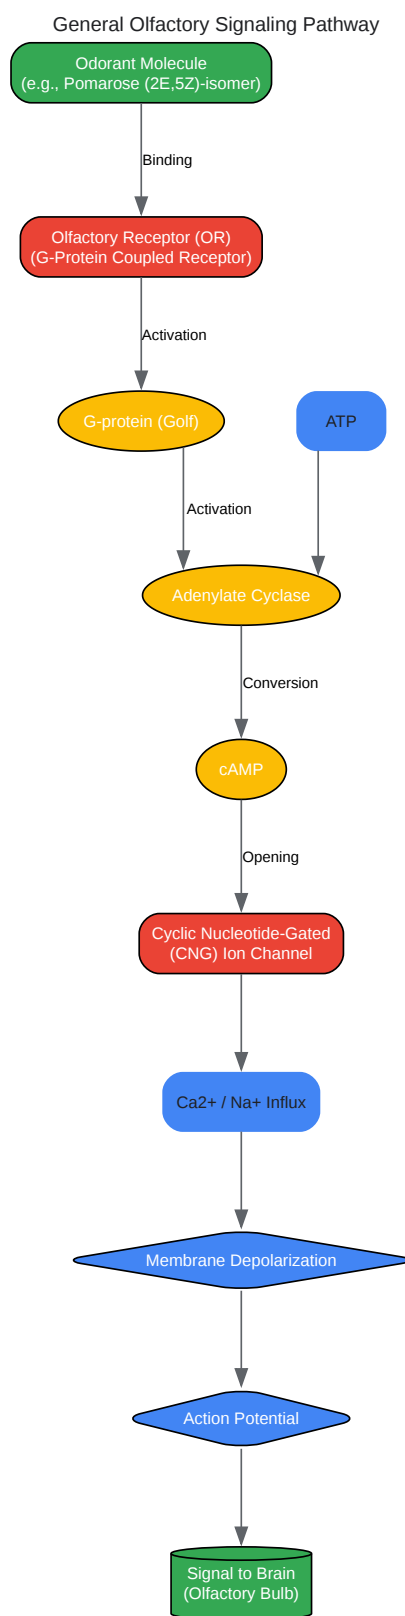 General Olfactory Signaling Pathway
Odorant Molecule
(e.g., Pomarose (2E,5Z)-isomer)
Binding
Olfactory Receptor (OR)
(G-Protein Coupled Receptor)
Activation
G-protein (Golf)
ATP
Activation
Adenylate Cyclase
Conversion
cAMP
Opening
Cyclic Nucleotide-Gated
(CNG) Ion Channel
Ca2+ / Na+ Influx
Membrane Depolarization
Action Potential
Signal to Brain
(Olfactory Bulb)